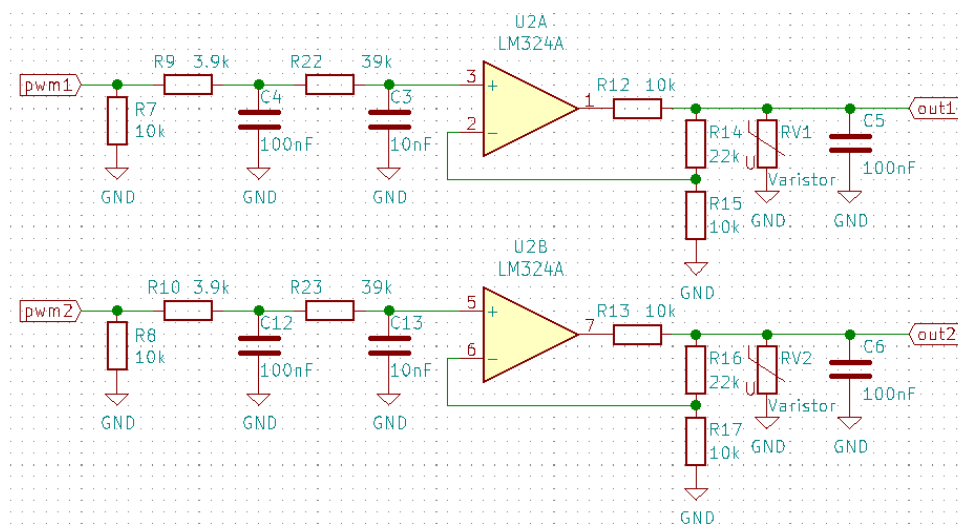 U2A
LM324A
pwm1
R9 3.9k
R22 39k
R7
10k
GND
C4
100nF
GND
C3
10nF
GND
3
+
2
-
1
R12 10k
R14
22k
R15
10k
GND
RV1
U
Varistor
GND
C5
100nF
GND
out1
U2B
LM324A
pwm2
R10 3.9k
R23 39k
R8
10k
GND
C12
100nF
GND
C13
10nF
GND
5
+
6
-
7
R13 10k
R16
22k
R17
10k
GND
RV2
U
Varistor
GND
C6
100nF
GND
out2